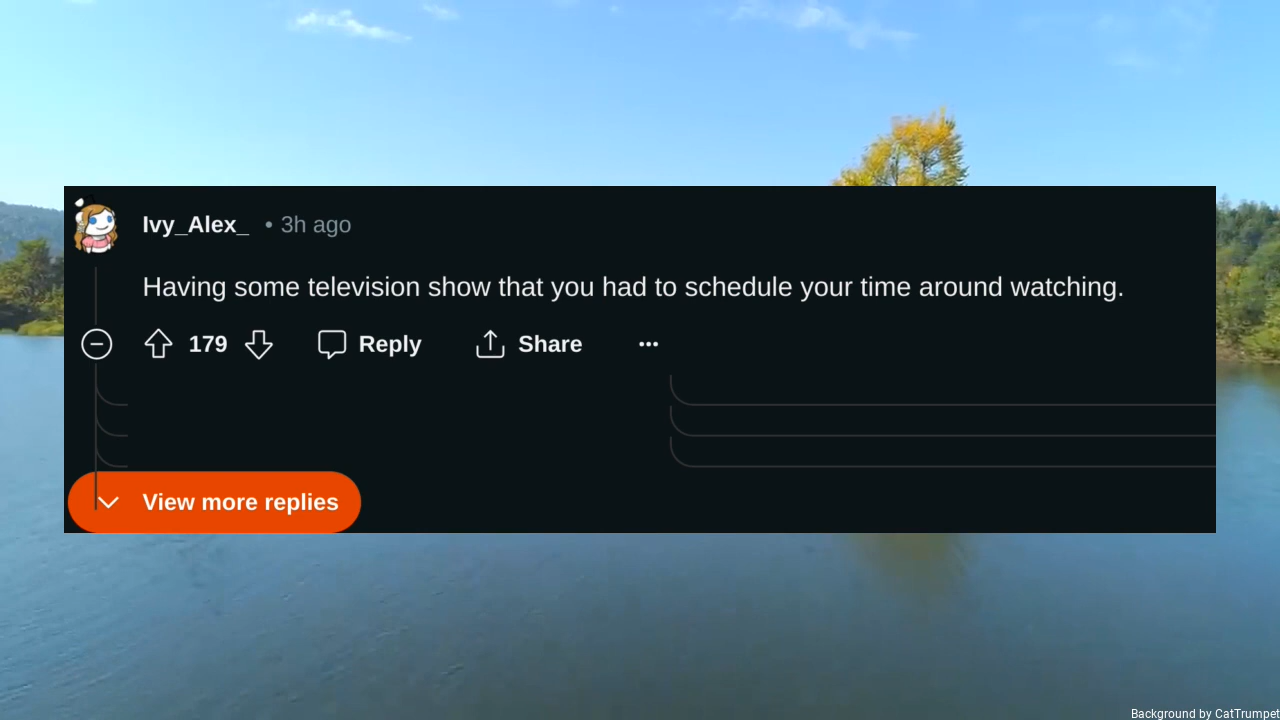 Ivy_Alex_ • 3h ago
Having some television show that you had to schedule your time around watching.
179 Reply Share ...
View more replies
Background by CatTrumpet